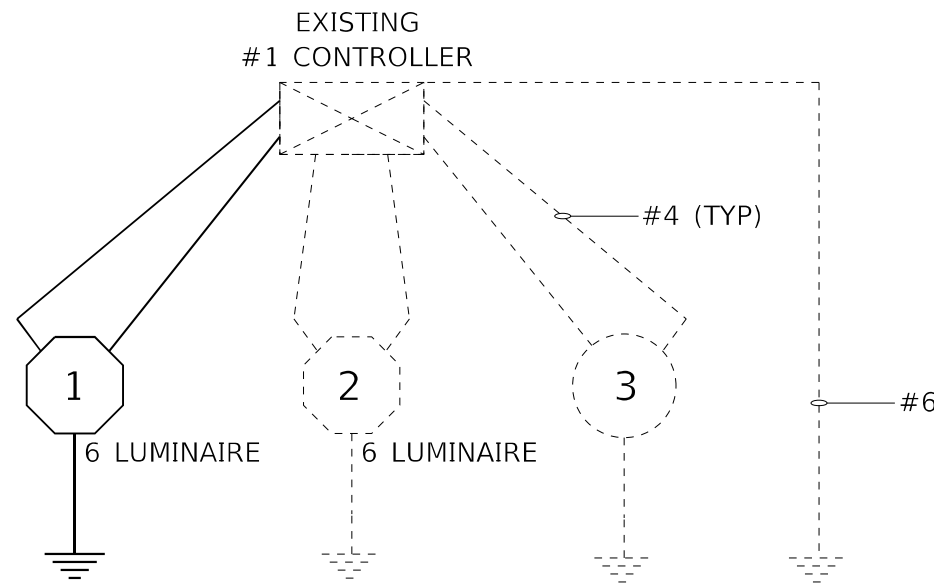 EXISTING
#1 CONTROLLER
#4 (TYP)
1
2
3
#6
6 LUMINAIRE
6 LUMINAIRE